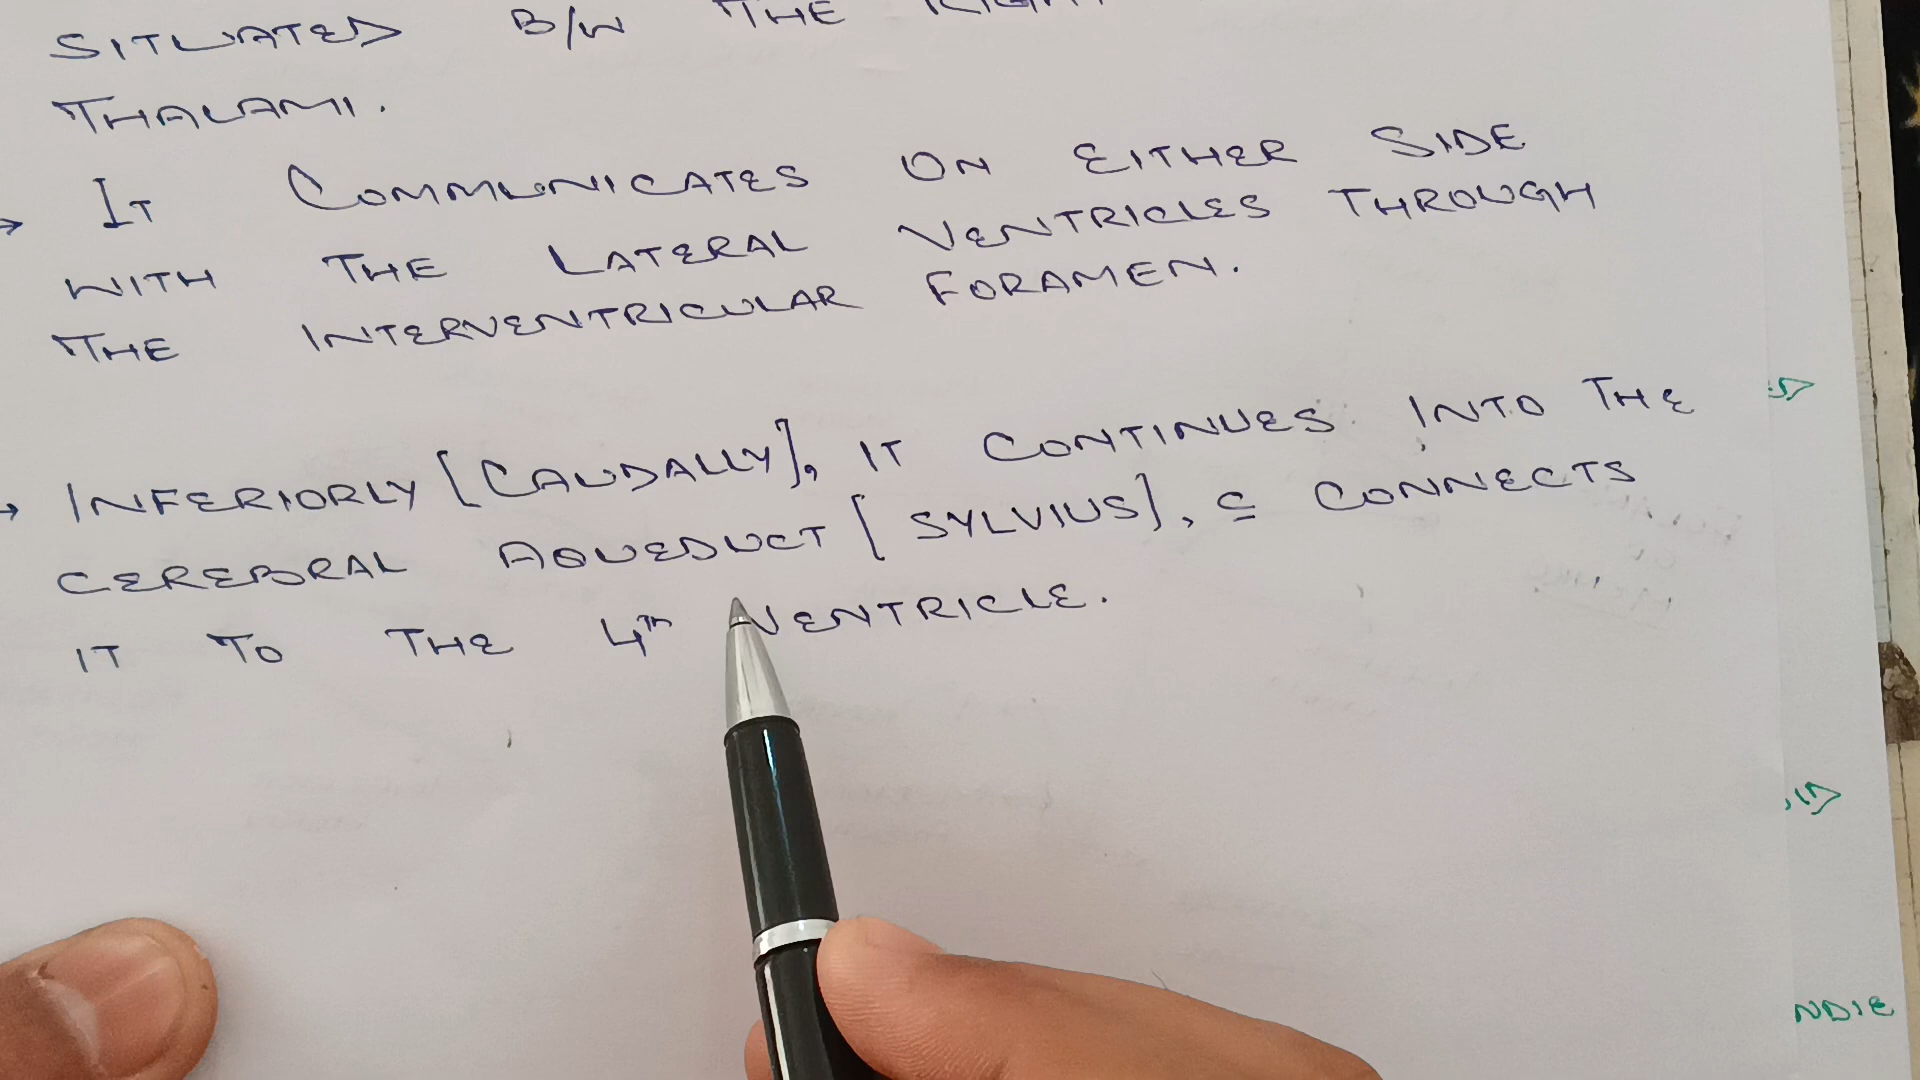 SITUATED B/W THE
THALAMI.
→ IT COMMUNICATES ON EITHER SIDE
WITH THE LATERAL VENTRICLES THROUGH
THE INTERVENTRICULAR FORAMEN.
→ INFERIORLY [CAUDALLY], IT CONTINUES INTO THE
CEREBRAL AQUEDUCT [SYLVIUS], C̲ CONNECTS
IT TO THE 4TH VENTRICLE.
NDIE